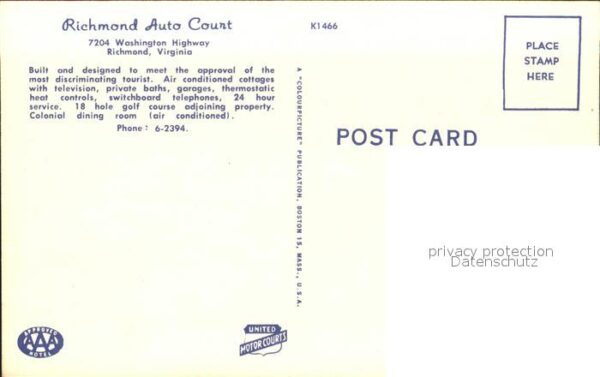 Richmond Auto Court
7204 Washington Highway
Richmond, Virginia
Built and designed to meet the approval of the
most discriminating tourist. Air conditioned cottages
with television, private baths, garages, thermostatic
heat controls, switchboard telephones, 24 hour
service. 18 hole golf course adjoining property.
Colonial dining room (air conditioned).
Phone: 6-2394.
K1466
A "COLOURPICTURE" PUBLICATION, BOSTON 15, MASS., U.S.A.
PLACE
STAMP
HERE
POST CARD
privacy protection
Datenschutz
APPROVED
AAA
MOTEL
UNITED
MOTOR COURTS